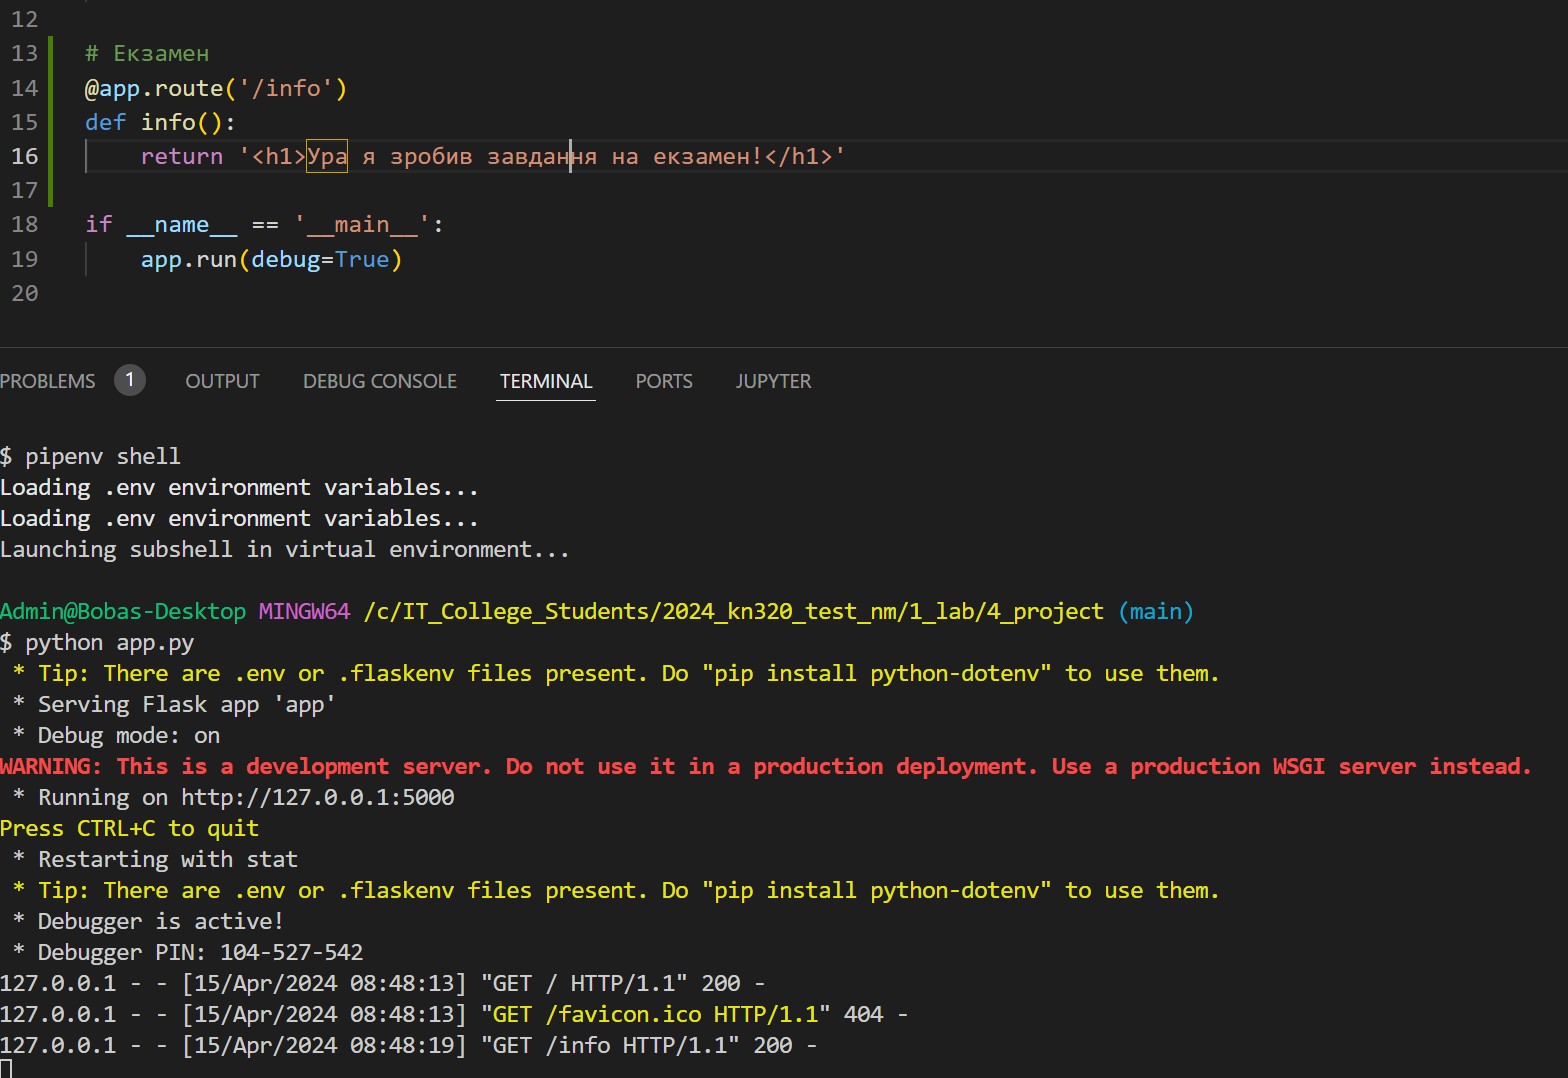 12
13 # Екзамен
14 @app.route('/info')
15 def info():
16 return '<h1>Ура я зробив завдання на екзамен!</h1>'
17
18 if __name__ == '__main__':
19 app.run(debug=True)
20
PROBLEMS 1 OUTPUT DEBUG CONSOLE TERMINAL PORTS JUPYTER
$ pipenv shell
Loading .env environment variables...
Loading .env environment variables...
Launching subshell in virtual environment...
Admin@Bobas-Desktop MINGW64 /c/IT_College_Students/2024_kn320_test_nm/1_lab/4_project (main)
$ python app.py
* Tip: There are .env or .flaskenv files present. Do "pip install python-dotenv" to use them.
* Serving Flask app 'app'
* Debug mode: on
WARNING: This is a development server. Do not use it in a production deployment. Use a production WSGI server instead.
* Running on http://127.0.0.1:5000
Press CTRL+C to quit
* Restarting with stat
* Tip: There are .env or .flaskenv files present. Do "pip install python-dotenv" to use them.
* Debugger is active!
* Debugger PIN: 104-527-542
127.0.0.1 - - [15/Apr/2024 08:48:13] "GET / HTTP/1.1" 200 -
127.0.0.1 - - [15/Apr/2024 08:48:13] "GET /favicon.ico HTTP/1.1" 404 -
127.0.0.1 - - [15/Apr/2024 08:48:19] "GET /info HTTP/1.1" 200 -